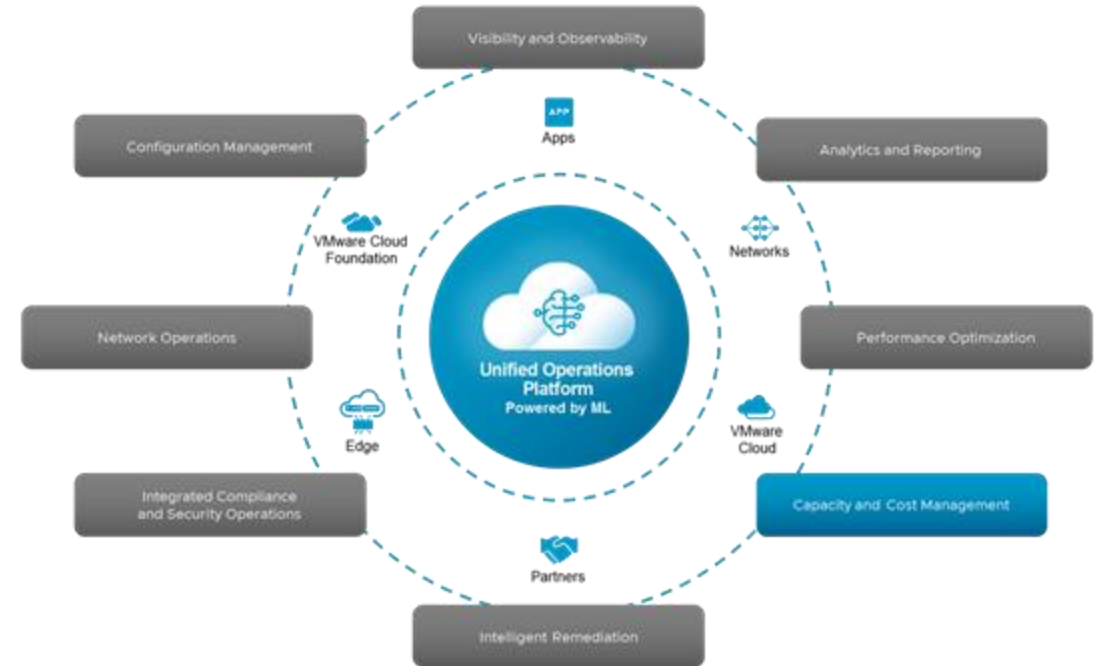 Visibility and Observability
APP
Apps
Configuration Management
Analytics and Reporting
VMware Cloud
Foundation
Networks
Network Operations
Performance Optimization
Unified Operations
Platform
Powered by ML
Edge
VMware
Cloud
Integrated Compliance
and Security Operations
Capacity and Cost Management
Partners
Intelligent Remediation